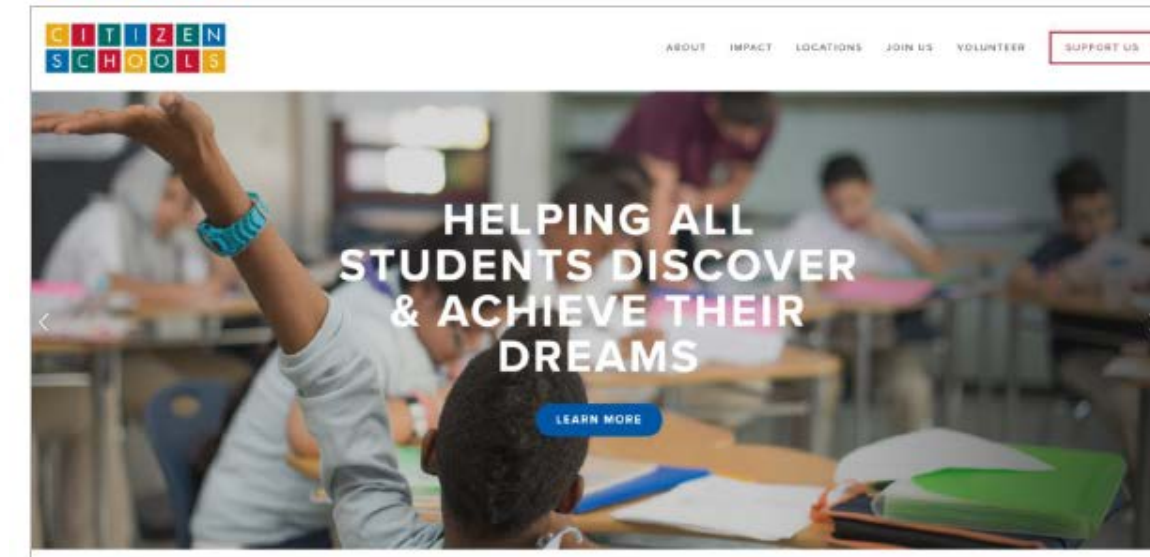 CITIZEN
SCHOOLS
ABOUT IMPACT LOCATIONS JOIN US VOLUNTEER SUPPORT US
HELPING ALL
STUDENTS DISCOVER
& ACHIEVE THEIR
DREAMS
LEARN MORE